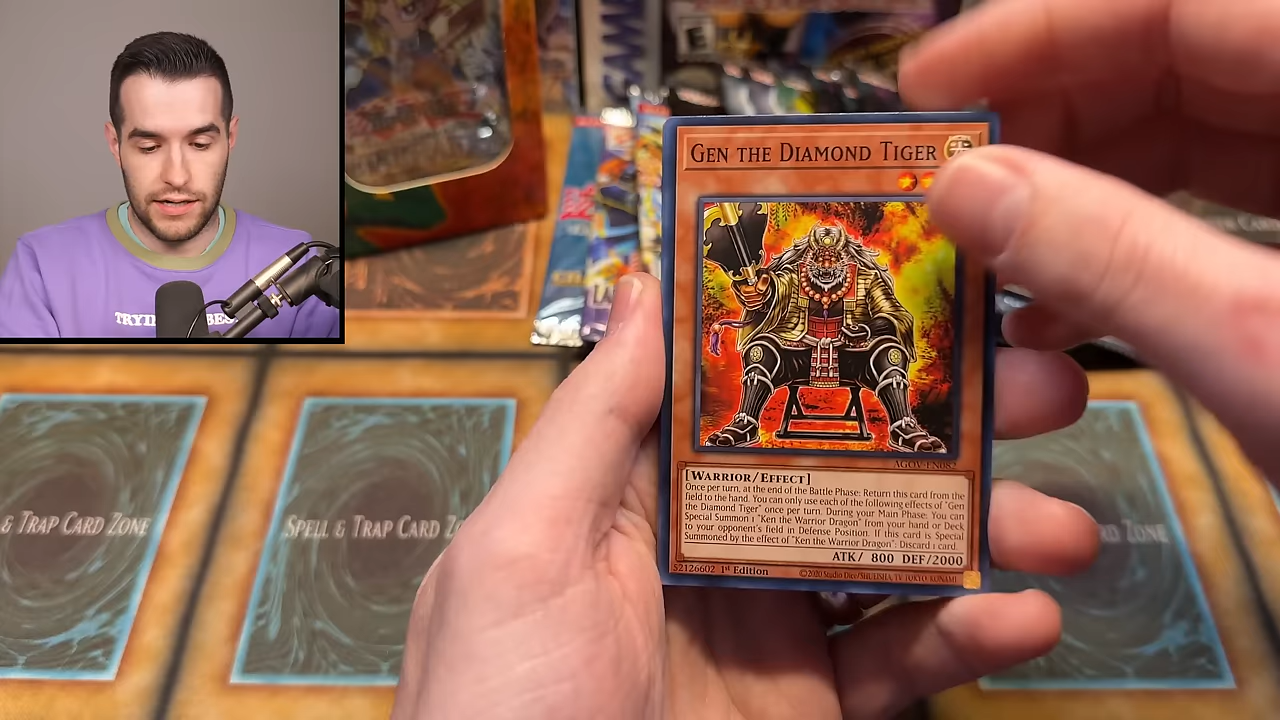 GEN THE DIAMOND TIGER
AGOV-EN082
[WARRIOR/EFFECT]
Once per turn, at the end of the Battle Phase: Return this card from the
field to the hand. You can only use each of the following effects of "Gen
the Diamond Tiger" once per turn. During your Main Phase: You can
Special Summon 1 "Ken the Warrior Dragon" from your hand or Deck
to your opponent's field in Defense Position. If this card is Special
Summoned by the effect of "Ken the Warrior Dragon": Discard 1 card.
ATK/ 800 DEF/2000
52126602 1st Edition
©2020 Studio Dice/SHUEISHA, TV TOKYO, KONAMI
& TRAP CARD ZONE
SPELL & TRAP CARD ZO
RD ZONE